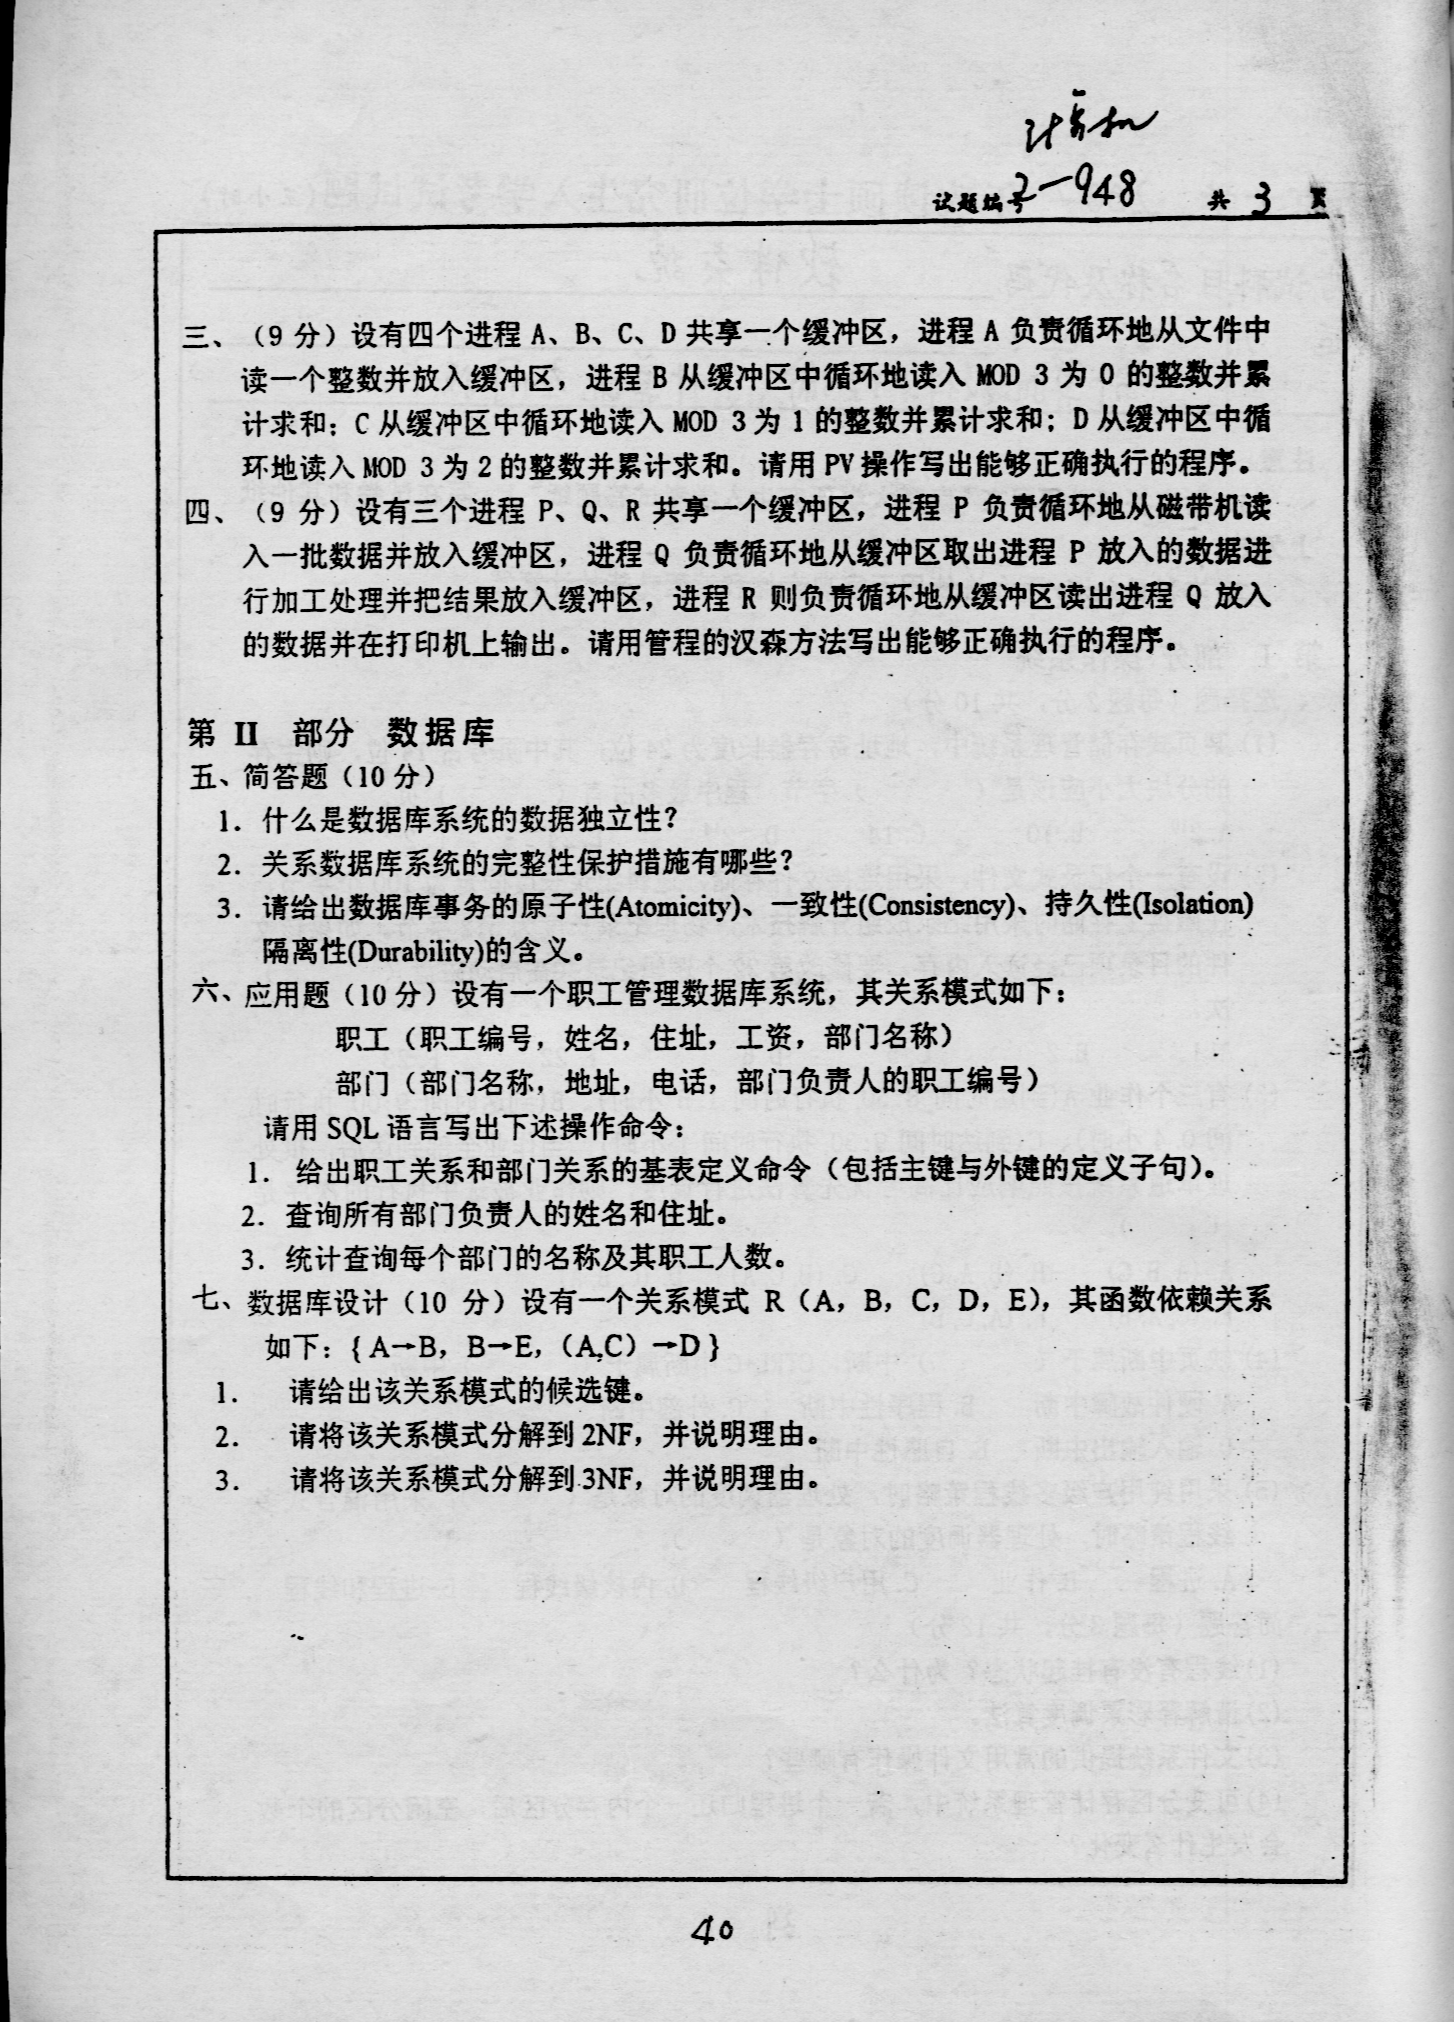 计算机
试题编号 2-948 共 3 页
三、（9 分）设有四个进程 A、B、C、D 共享一个缓冲区，进程 A 负责循环地从文件中
读一个整数并放入缓冲区，进程 B 从缓冲区中循环地读入 MOD 3 为 0 的整数并累
计求和；C 从缓冲区中循环地读入 MOD 3 为 1 的整数并累计求和；D 从缓冲区中循
环地读入 MOD 3 为 2 的整数并累计求和。请用 PV 操作写出能够正确执行的程序。
四、（9 分）设有三个进程 P、Q、R 共享一个缓冲区，进程 P 负责循环地从磁带机读
入一批数据并放入缓冲区，进程 Q 负责循环地从缓冲区取出进程 P 放入的数据进
行加工处理并把结果放入缓冲区，进程 R 则负责循环地从缓冲区读出进程 Q 放入
的数据并在打印机上输出。请用管程的汉森方法写出能够正确执行的程序。
第 II 部分 数据库
五、简答题（10 分）
1. 什么是数据库系统的数据独立性？
2. 关系数据库系统的完整性保护措施有哪些？
3. 请给出数据库事务的原子性(Atomicity)、一致性(Consistency)、持久性(Isolation)
隔离性(Durability)的含义。
六、应用题（10 分）设有一个职工管理数据库系统，其关系模式如下：
职工（职工编号，姓名，住址，工资，部门名称）
部门（部门名称，地址，电话，部门负责人的职工编号）
请用 SQL 语言写出下述操作命令：
1. 给出职工关系和部门关系的基表定义命令（包括主键与外键的定义子句）。
2. 查询所有部门负责人的姓名和住址。
3. 统计查询每个部门的名称及其职工人数。
七、数据库设计（10 分）设有一个关系模式 R（A，B，C，D，E），其函数依赖关系
如下：{ A→B，B→E，（A,C）→D }
1. 请给出该关系模式的候选键。
2. 请将该关系模式分解到 2NF，并说明理由。
3. 请将该关系模式分解到 3NF，并说明理由。
40